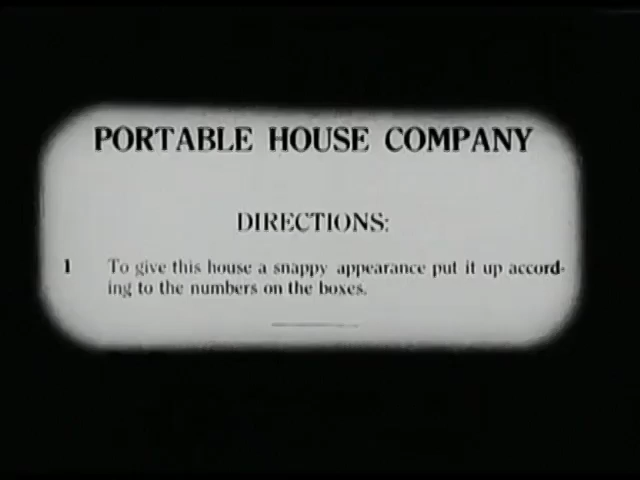 PORTABLE HOUSE COMPANY
DIRECTIONS:
1 To give this house a snappy appearance put it up accord-
ing to the numbers on the boxes.